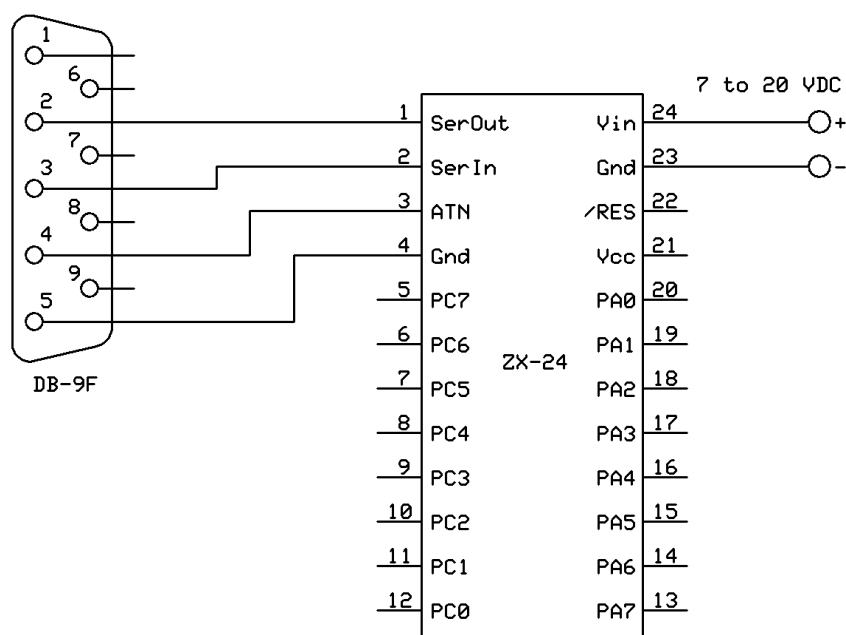 1
6
2
7
3
8
4
9
5
DB-9F
7 to 20 VDC
+
-
1 SerOut Vin 24
2 SerIn Gnd 23
3 ATN /RES 22
4 Gnd Vcc 21
5 PC7 PA0 20
6 PC6 PA1 19
ZX-24
7 PC5 PA2 18
8 PC4 PA3 17
9 PC3 PA4 16
10 PC2 PA5 15
11 PC1 PA6 14
12 PC0 PA7 13